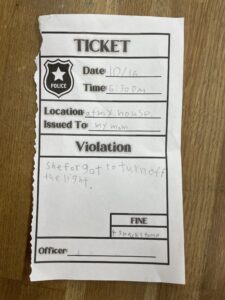 TICKET
POLICE
Date 10/16
Time 6:30 pm
Location at my house.
Issued To my mom
Violation
she forgot to turn off
the light.
FINE
Officer